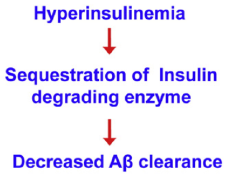 Hyperinsulinemia
Sequestration of Insulin
degrading enzyme
Decreased Aβ clearance